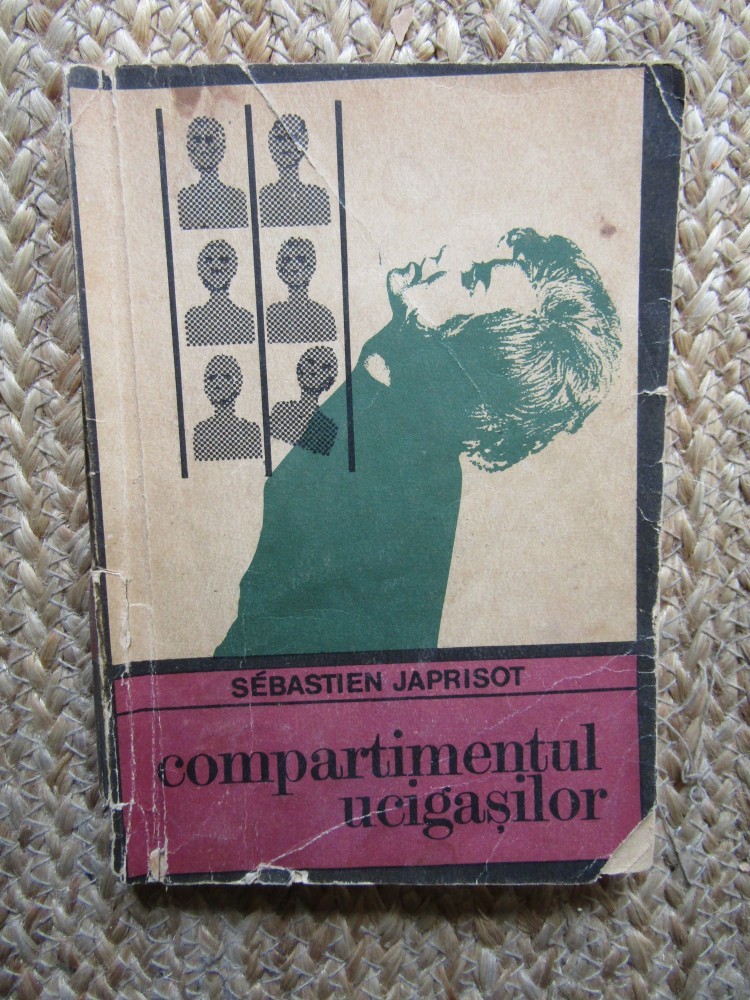 SÉBASTIEN JAPRISOT
compartimentul
ucigașilor